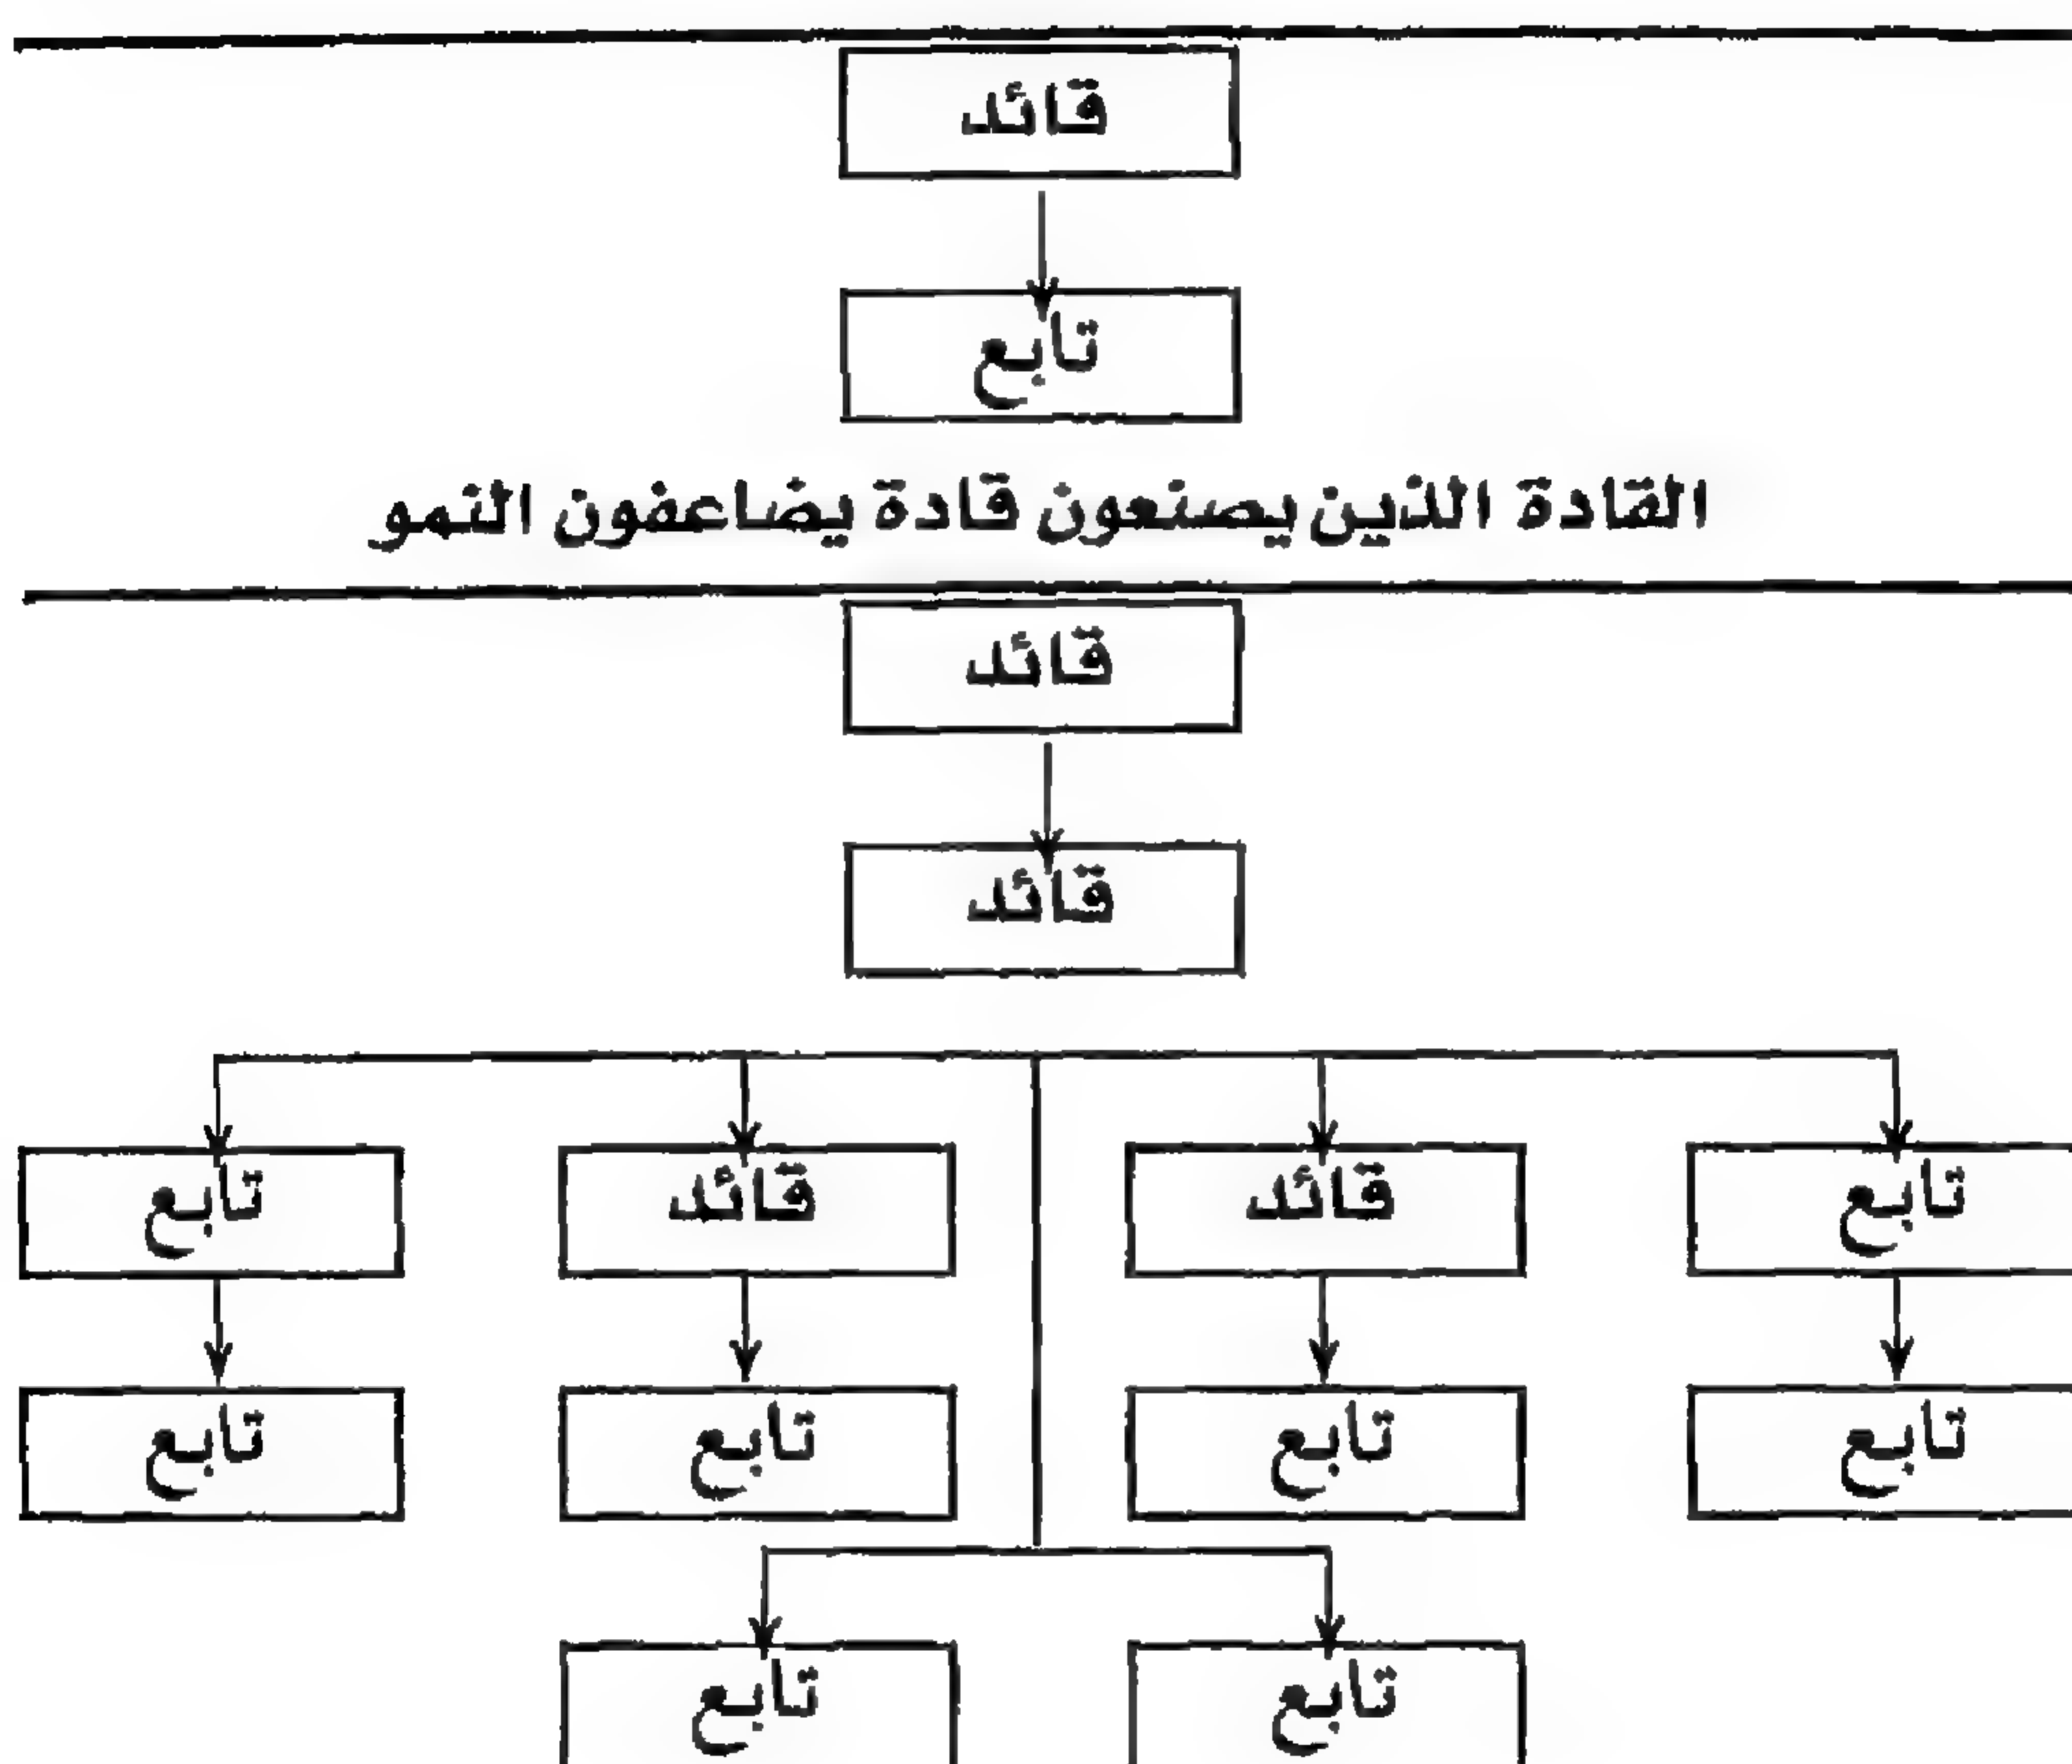 قائد
تابع
القادة الذين يصنعون قادة يضاعفون النمو
قائد
قائد
تابع قائد قائد تابع
تابع تابع تابع تابع
تابع تابع